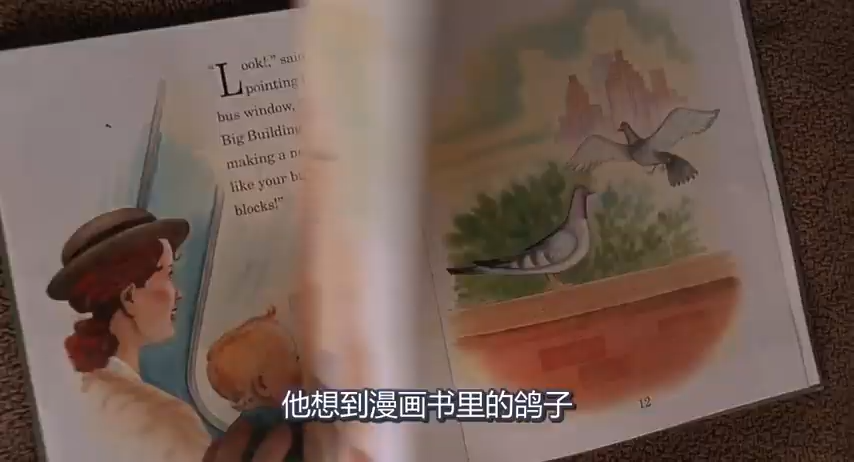 "Look!," said
pointing
bus window,
Big Building
making a
like your
blocks!"
12
他想到漫画书里的鸽子